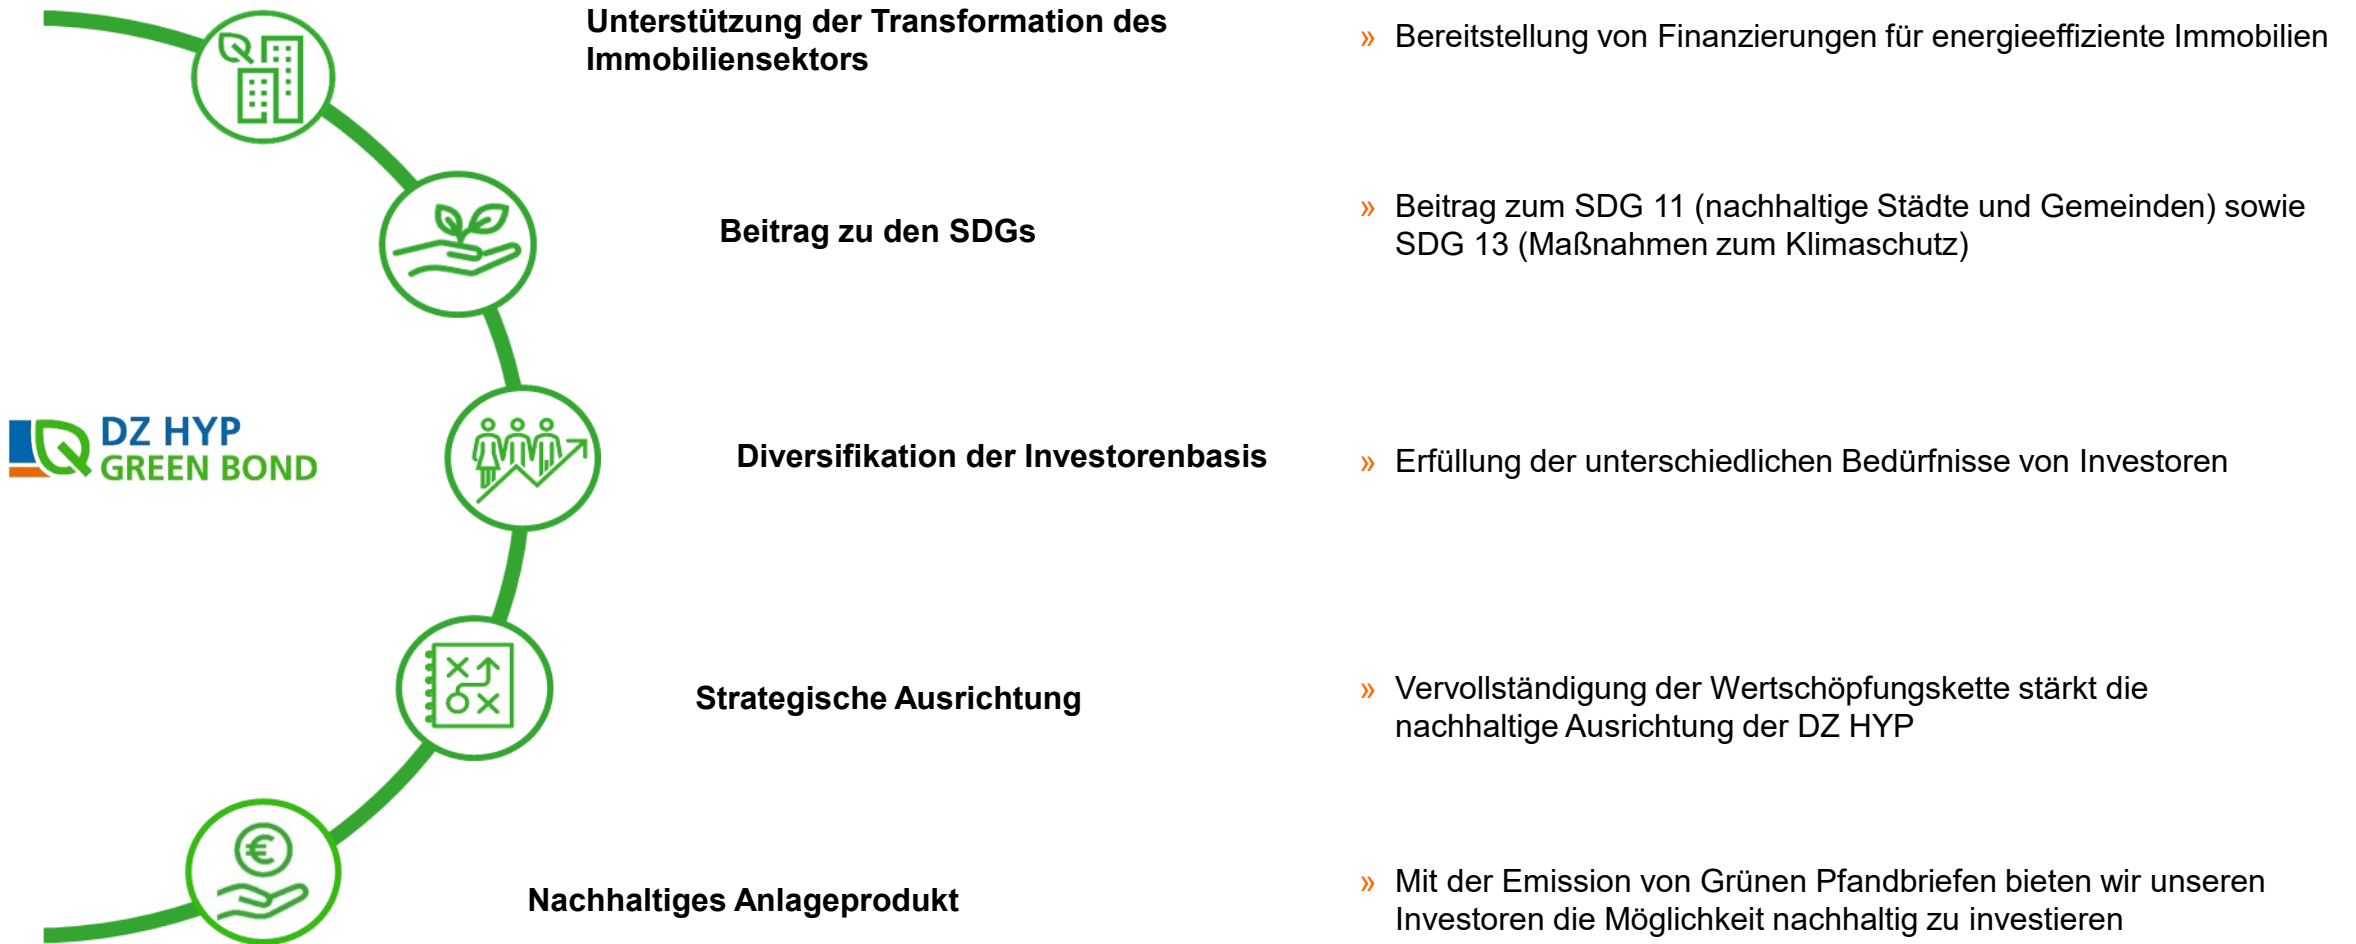 Unterstützung der Transformation des
Immobiliensektors
» Bereitstellung von Finanzierungen für energieeffiziente Immobilien
Beitrag zu den SDGs
» Beitrag zum SDG 11 (nachhaltige Städte und Gemeinden) sowie
SDG 13 (Maßnahmen zum Klimaschutz)
DZ HYP
GREEN BOND
Diversifikation der Investorenbasis
» Erfüllung der unterschiedlichen Bedürfnisse von Investoren
Strategische Ausrichtung
» Vervollständigung der Wertschöpfungskette stärkt die
nachhaltige Ausrichtung der DZ HYP
€
Nachhaltiges Anlageprodukt
» Mit der Emission von Grünen Pfandbriefen bieten wir unseren
Investoren die Möglichkeit nachhaltig zu investieren